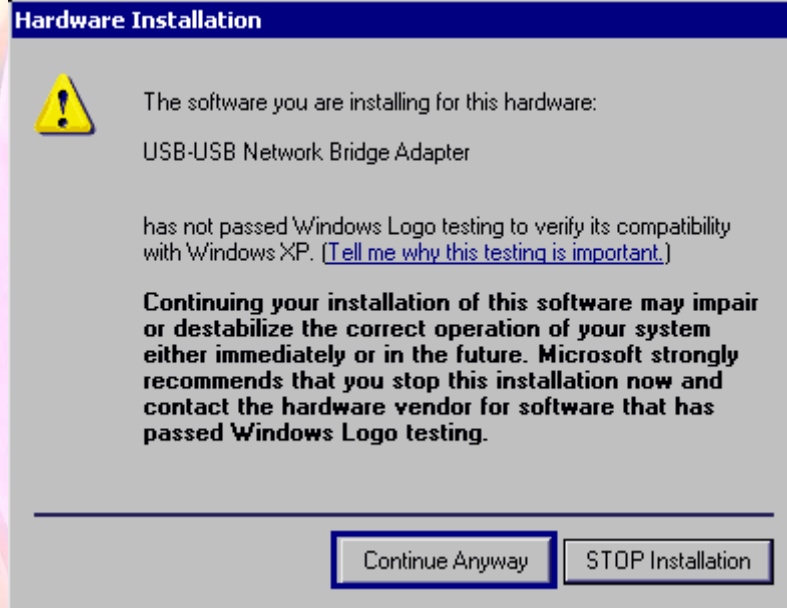 Hardware Installation
The software you are installing for this hardware:
USB-USB Network Bridge Adapter
has not passed Windows Logo testing to verify its compatibility
with Windows XP. (Tell me why this testing is important.)
Continuing your installation of this software may impair
or destabilize the correct operation of your system
either immediately or in the future. Microsoft strongly
recommends that you stop this installation now and
contact the hardware vendor for software that has
passed Windows Logo testing.
Continue Anyway
STOP Installation